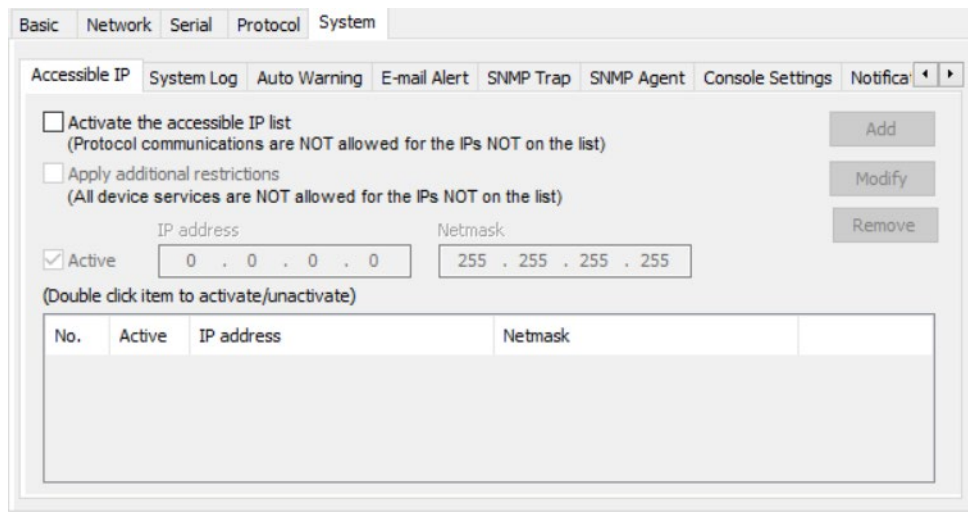 Basic Network Serial Protocol System
Accessible IP System Log Auto Warning E-mail Alert SNMP Trap SNMP Agent Console Settings
Activate the accessible IP list
(Protocol communications are NOT allowed for the IPs NOT on the list)
Add
Apply additional restrictions
(All device services are NOT allowed for the IPs NOT on the list)
Modify
Remove
IP address Netmask
Active 0 . 0 . 0 . 0 255 . 255 . 255 . 255
(Double click item to activate/unactivate)
No. Active IP address Netmask